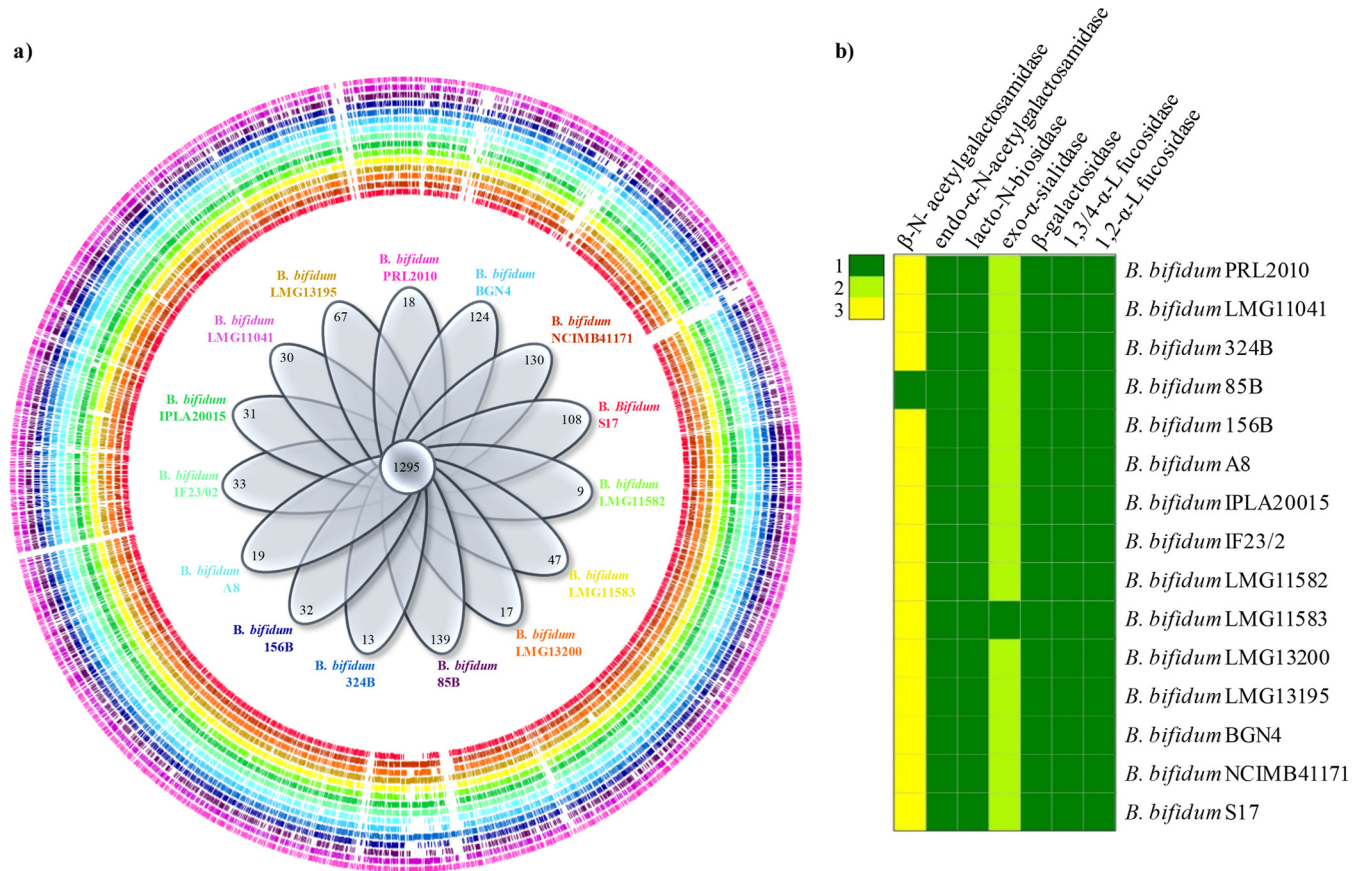 a)
B. bifidum
PRL2010
B. bifidum
BGN4
B. bifidum
NCIMB41171
B. Bifidum
S17
B. bifidum
LMG11582
B. bifidum
LMG11583
B. bifidum
LMG13200
B. bifidum
85B
B. bifidum
324B
B. bifidum
156B
B. bifidum
A8
B. bifidum
IF23/02
B. bifidum
IPLA20015
B. bifidum
LMG11041
B. bifidum
LMG13195
18
124
130
108
9
47
17
139
13
32
19
33
31
30
67
1295
b)
β-N- acetylgalactosamidase
endo-α-N-acetylgalactosamidase
lacto-N-biosidase
exo-α-sialidase
β-galactosidase
1,3/4-α-L fucosidase
1,2-α-L fucosidase
1
2
3
B. bifidum PRL2010
B. bifidum LMG11041
B. bifidum 324B
B. bifidum 85B
B. bifidum 156B
B. bifidum A8
B. bifidum IPLA20015
B. bifidum IF23/2
B. bifidum LMG11582
B. bifidum LMG11583
B. bifidum LMG13200
B. bifidum LMG13195
B. bifidum BGN4
B. bifidum NCIMB41171
B. bifidum S17